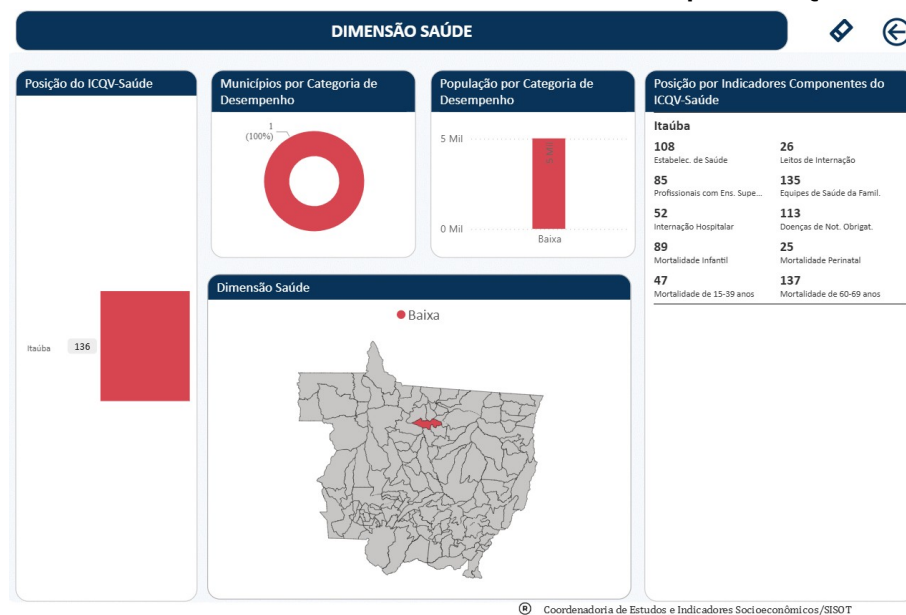 DIMENSÃO SAÚDE
Posição do ICQV-Saúde
Itaúba 136
Municípios por Categoria de
Desempenho
1
(100%)
População por Categoria de
Desempenho
5 Mil
5 Mil
0 Mil
Baixa
Dimensão Saúde
Baixa
Posição por Indicadores Componentes do
ICQV-Saúde
Itaúba
108 26
Estabelec. de Saúde Leitos de Internação
85 135
Profissionais com Ens. Supe... Equipes de Saúde da Famil.
52 113
Internação Hospitalar Doenças de Not. Obrigat.
89 25
Mortalidade Infantil Mortalidade Perinatal
47 137
Mortalidade de 15-39 anos Mortalidade de 60-69 anos
® Coordenadoria de Estudos e Indicadores Socioeconômicos/SISOT